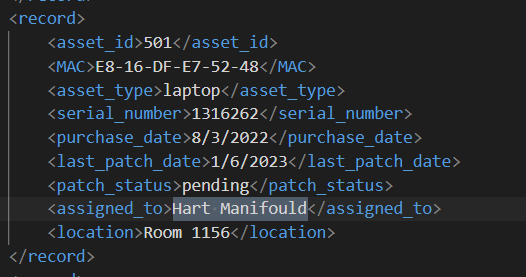 <record>
<asset_id>501</asset_id>
<MAC>E8-16-DF-E7-52-48</MAC>
<asset_type>laptop</asset_type>
<serial_number>1316262</serial_number>
<purchase_date>8/3/2022</purchase_date>
<last_patch_date>1/6/2023</last_patch_date>
<patch_status>pending</patch_status>
<assigned_to>Hart Manifould</assigned_to>
<location>Room 1156</location>
</record>